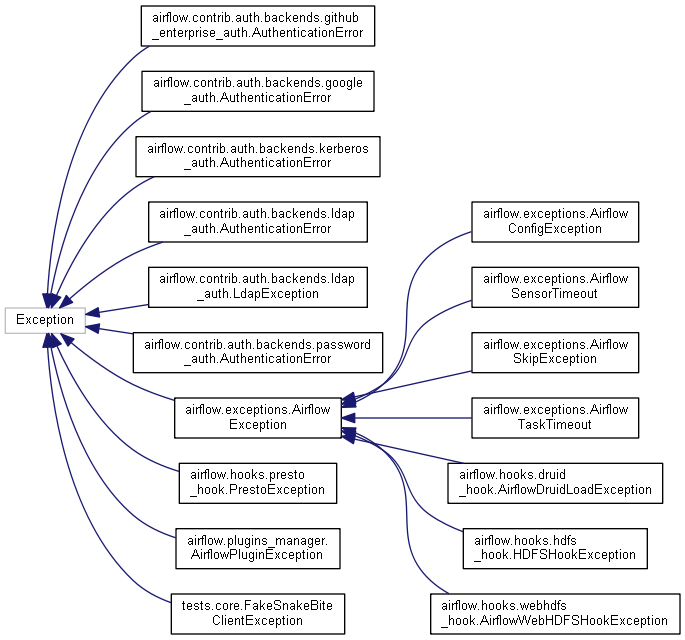 airflow.contrib.auth.backends.github
_enterprise_auth.AuthenticationError
airflow.contrib.auth.backends.google
_auth.AuthenticationError
airflow.contrib.auth.backends.kerberos
_auth.AuthenticationError
airflow.contrib.auth.backends.ldap
_auth.AuthenticationError
airflow.contrib.auth.backends.ldap
_auth.LdapException
Exception
airflow.contrib.auth.backends.password
_auth.AuthenticationError
airflow.exceptions.Airflow
Exception
airflow.hooks.presto
_hook.PrestoException
airflow.plugins_manager.
AirflowPluginException
tests.core.FakeSnakeBite
ClientException
airflow.exceptions.Airflow
ConfigException
airflow.exceptions.Airflow
SensorTimeout
airflow.exceptions.Airflow
SkipException
airflow.exceptions.Airflow
TaskTimeout
airflow.hooks.druid
_hook.AirflowDruidLoadException
airflow.hooks.hdfs
_hook.HDFSHookException
airflow.hooks.webhdfs
_hook.AirflowWebHDFSHookException